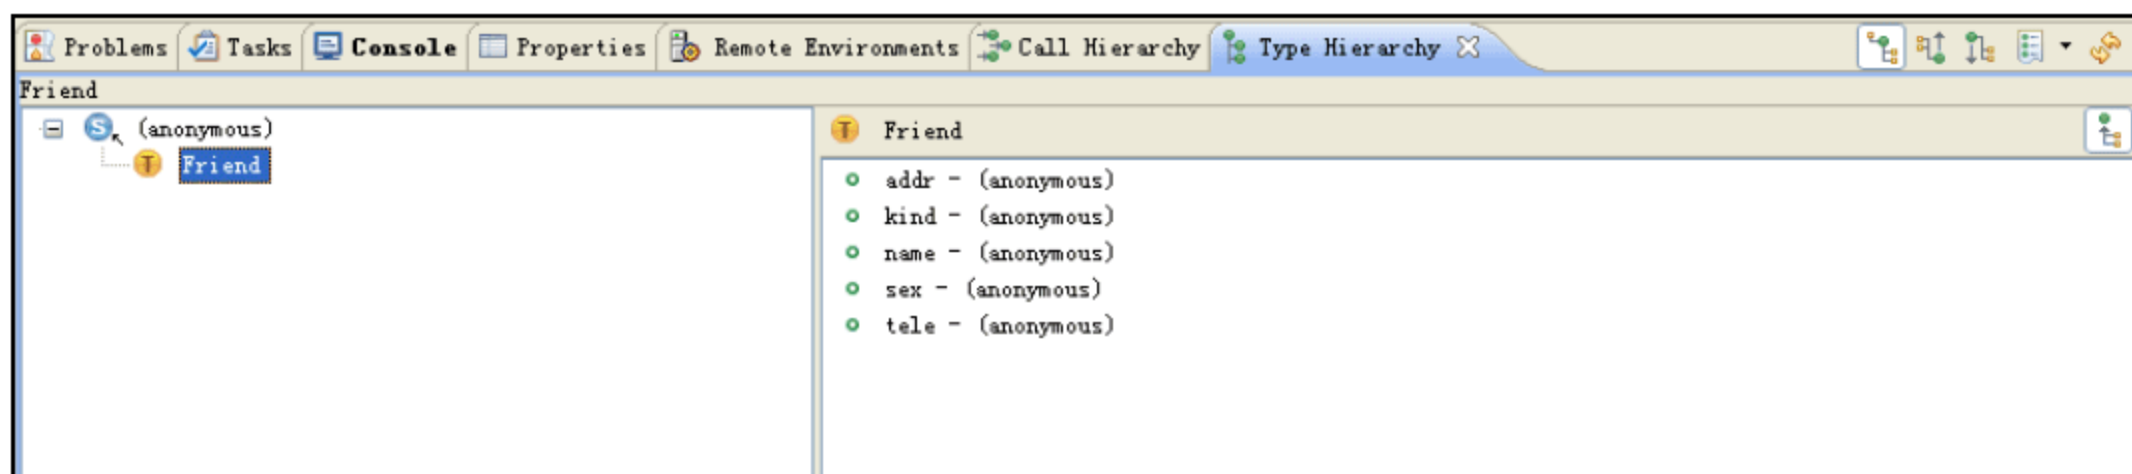 Problems Tasks Console Properties Remote Environments Call Hierarchy Type Hierarchy
Friend
(anonymous)
Friend
Friend
addr - (anonymous)
kind - (anonymous)
name - (anonymous)
sex - (anonymous)
tele - (anonymous)